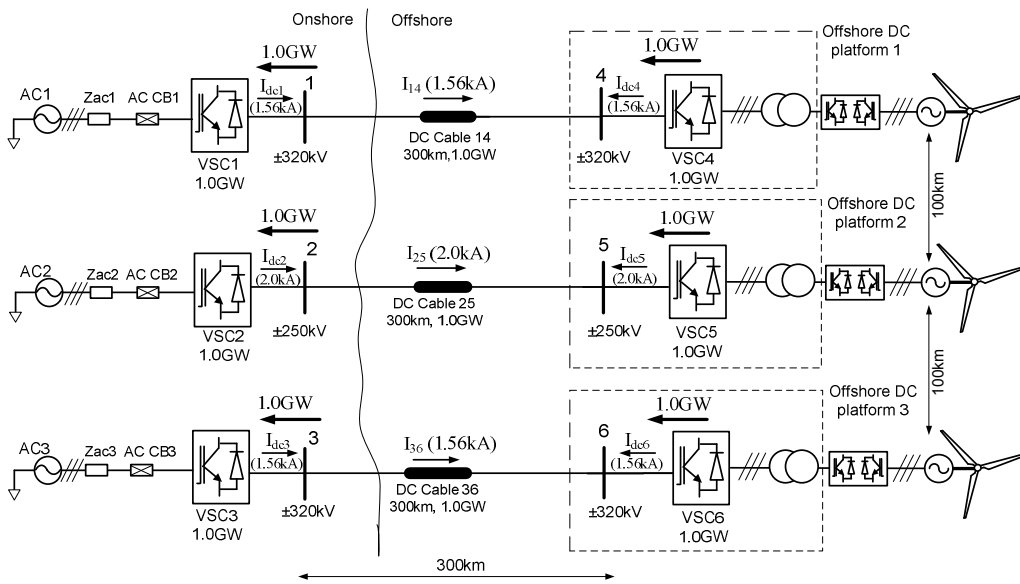 Onshore
Offshore
Offshore DC
platform 1
1.0GW
1
I14 (1.56kA)
4
1.0GW
AC1
Zac1
AC CB1
Idc1
(1.56kA)
Idc4
(1.56kA)
DC Cable 14
300km,1.0GW
±320kV
±320kV
VSC1
1.0GW
VSC4
1.0GW
100km
Offshore DC
platform 2
1.0GW
2
I25 (2.0kA)
5
1.0GW
AC2
Zac2
AC CB2
Idc2
(2.0kA)
Idc5
(2.0kA)
DC Cable 25
300km, 1.0GW
±250kV
±250kV
VSC2
1.0GW
VSC5
1.0GW
100km
Offshore DC
platform 3
1.0GW
3
I36 (1.56kA)
6
1.0GW
AC3
Zac3
AC CB3
Idc3
(1.56kA)
Idc6
(1.56kA)
DC Cable 36
300km, 1.0GW
±320kV
±320kV
VSC3
1.0GW
VSC6
1.0GW
300km